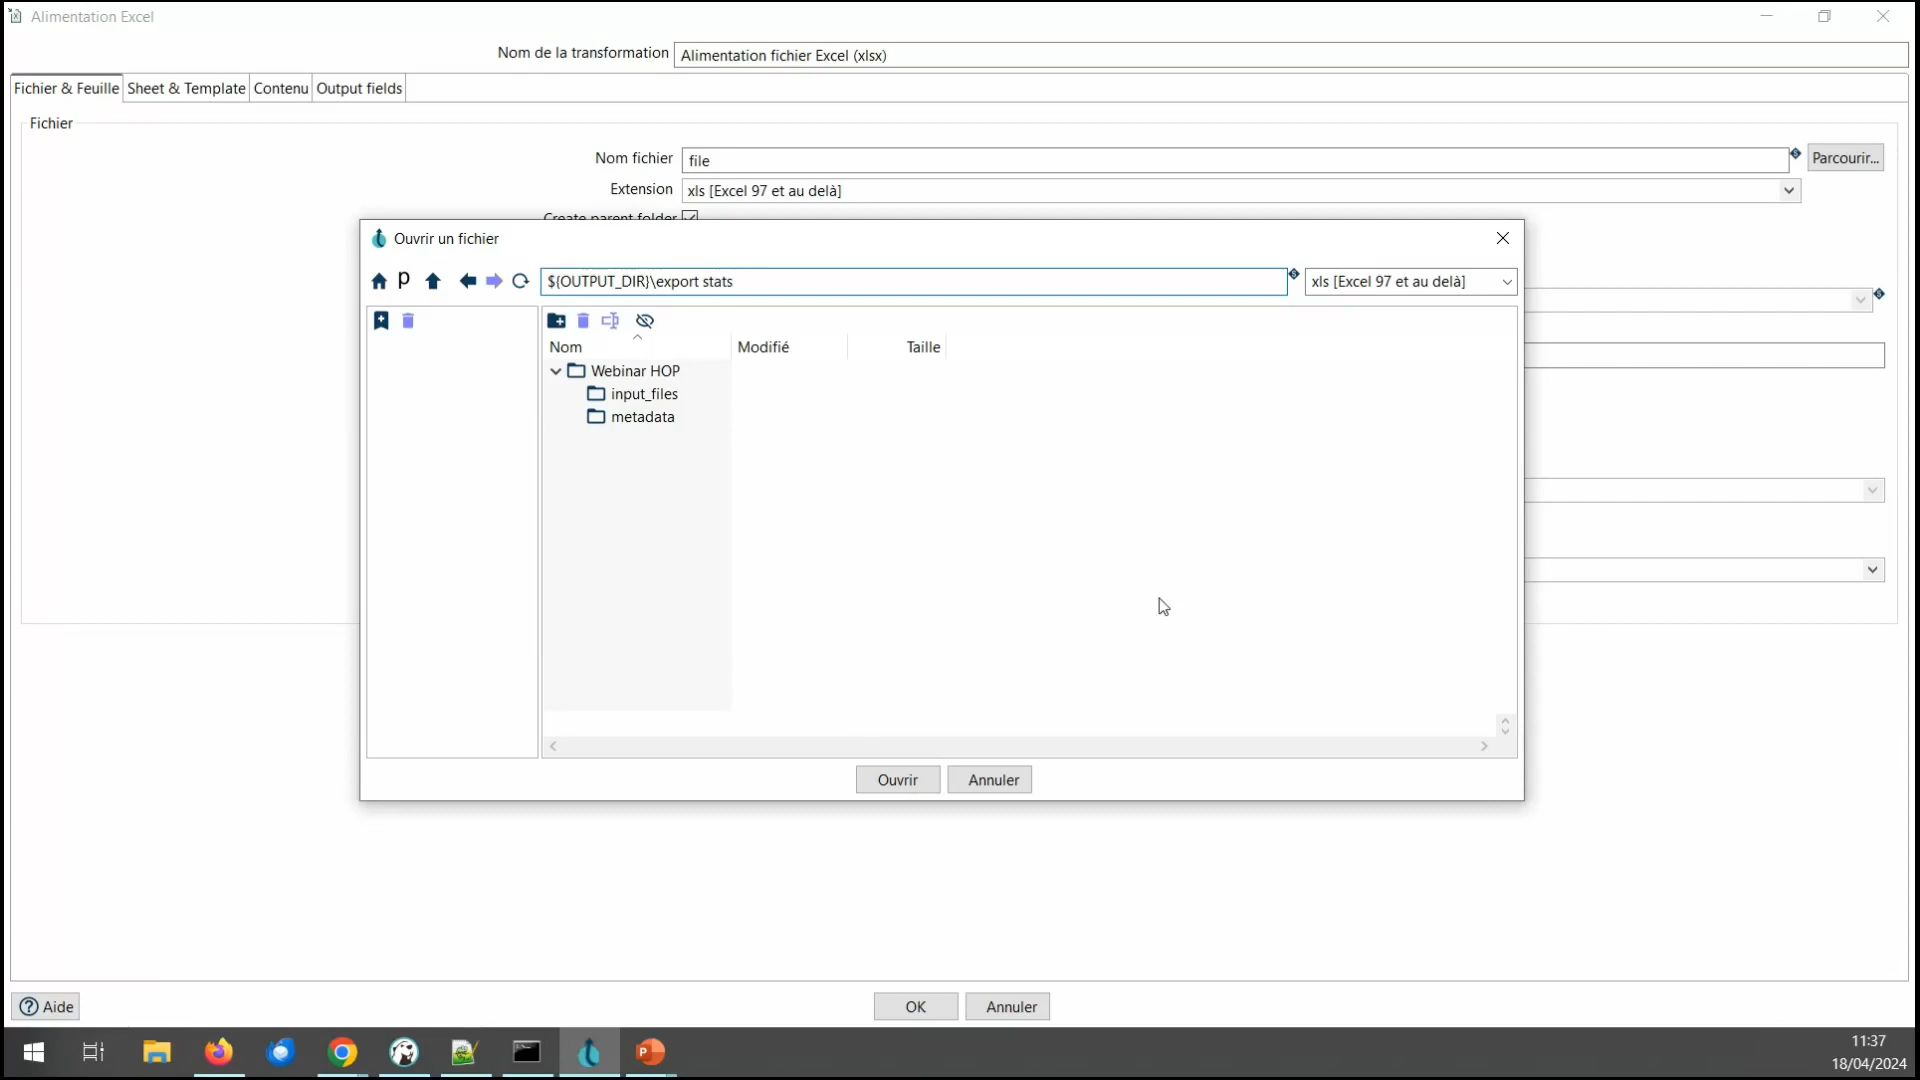 Alimentation Excel
Nom de la transformation Alimentation fichier Excel (xlsx)
Fichier & Feuille Sheet & Template Contenu Output fields
Fichier
Nom fichier file Parcourir...
Extension xls [Excel 97 et au delà]
Create parent folder
Ouvrir un fichier
p ${OUTPUT_DIR}\export stats xls [Excel 97 et au delà]
Nom Modifié Taille
Webinar HOP
input_files
metadata
Ouvrir Annuler
Aide OK Annuler
11:37
18/04/2024